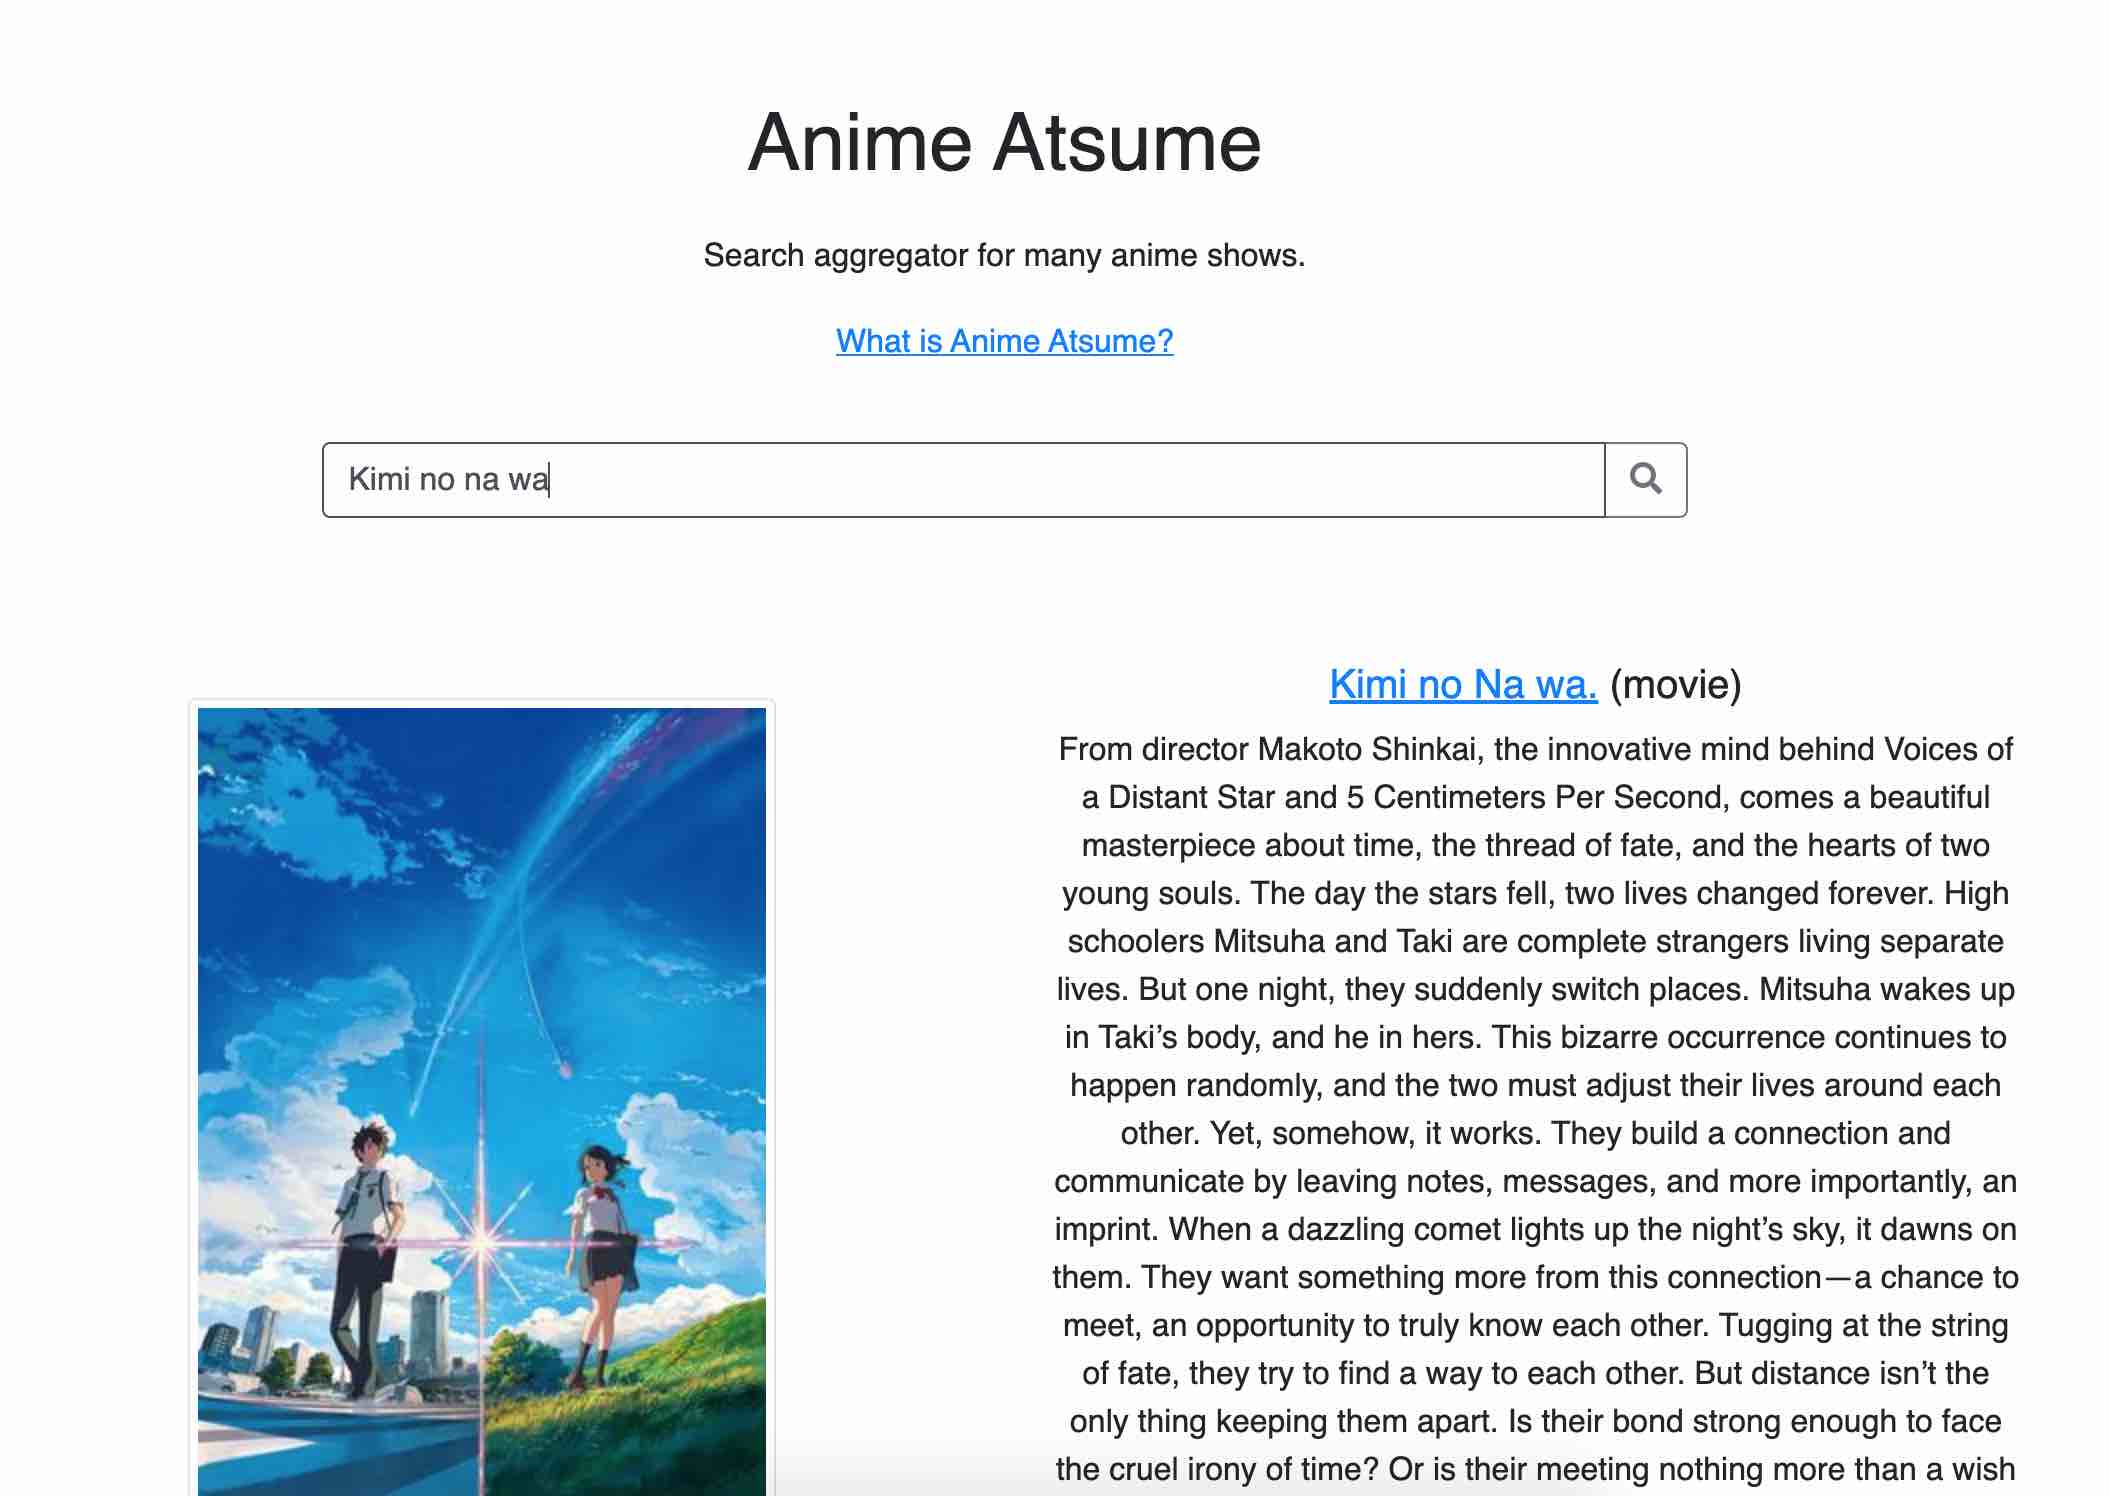 Anime Atsume
Search aggregator for many anime shows.
What is Anime Atsume?
Kimi no na wa
Kimi no Na wa. (movie)
From director Makoto Shinkai, the innovative mind behind Voices of
a Distant Star and 5 Centimeters Per Second, comes a beautiful
masterpiece about time, the thread of fate, and the hearts of two
young souls. The day the stars fell, two lives changed forever. High
schoolers Mitsuha and Taki are complete strangers living separate
lives. But one night, they suddenly switch places. Mitsuha wakes up
in Taki’s body, and he in hers. This bizarre occurrence continues to
happen randomly, and the two must adjust their lives around each
other. Yet, somehow, it works. They build a connection and
communicate by leaving notes, messages, and more importantly, an
imprint. When a dazzling comet lights up the night’s sky, it dawns on
them. They want something more from this connection—a chance to
meet, an opportunity to truly know each other. Tugging at the string
of fate, they try to find a way to each other. But distance isn’t the
only thing keeping them apart. Is their bond strong enough to face
the cruel irony of time? Or is their meeting nothing more than a wish